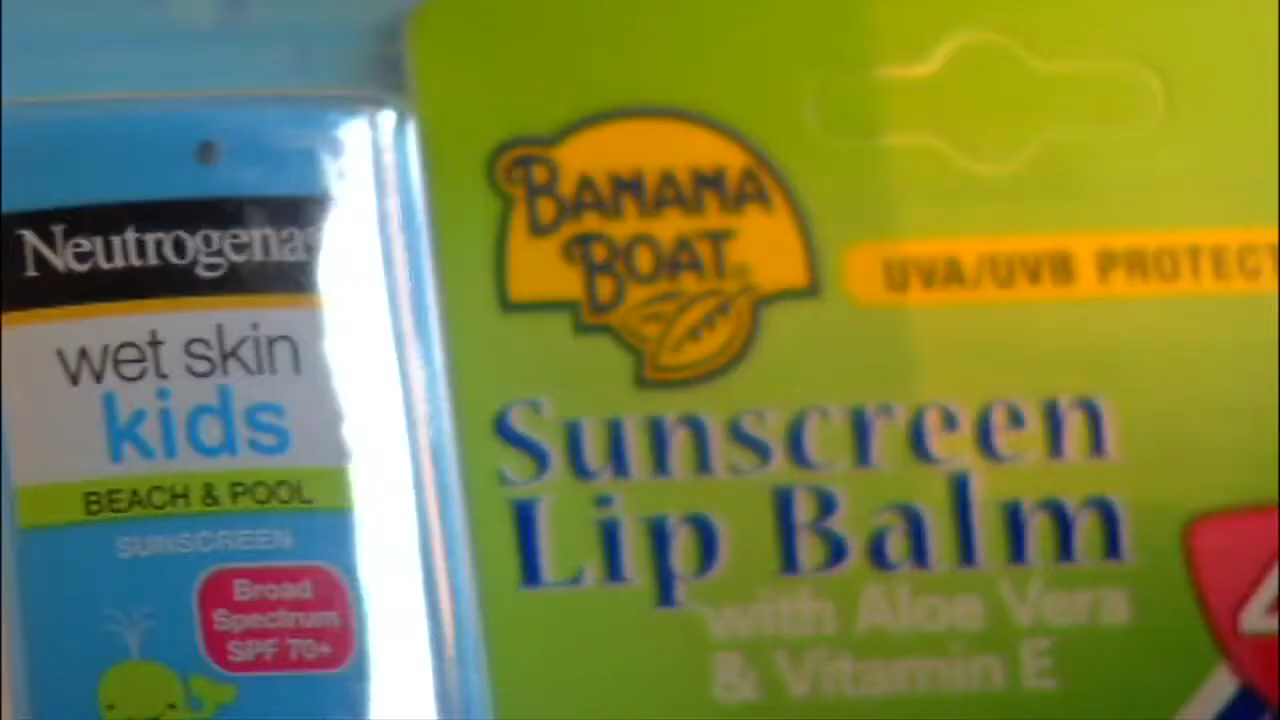 Neutrogena
wet skin
kids
BEACH & POOL
SUNSCREEN
Broad
Spectrum
SPF 70+
BANANA
BOAT
UVA/UVB PROTECT
Sunscreen
Lip Balm
with Aloe Vera
& Vitamin E